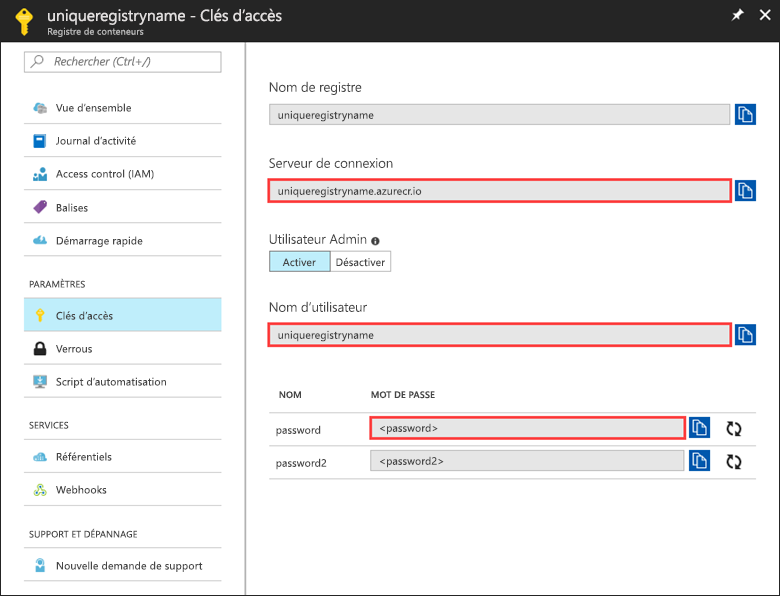 uniqueregistryname - Clés d’accès
Registre de conteneurs
Rechercher (Ctrl+/)
Vue d’ensemble
Journal d’activité
Access control (IAM)
Balises
Démarrage rapide
PARAMÈTRES
Clés d’accès
Verrous
Script d’automatisation
SERVICES
Référentiels
Webhooks
SUPPORT ET DÉPANNAGE
Nouvelle demande de support
Nom de registre
uniqueregistryname
Serveur de connexion
uniqueregistryname.azurecr.io
Utilisateur Admin
Activer Désactiver
Nom d’utilisateur
uniqueregistryname
NOM MOT DE PASSE
password <password>
password2 <password2>